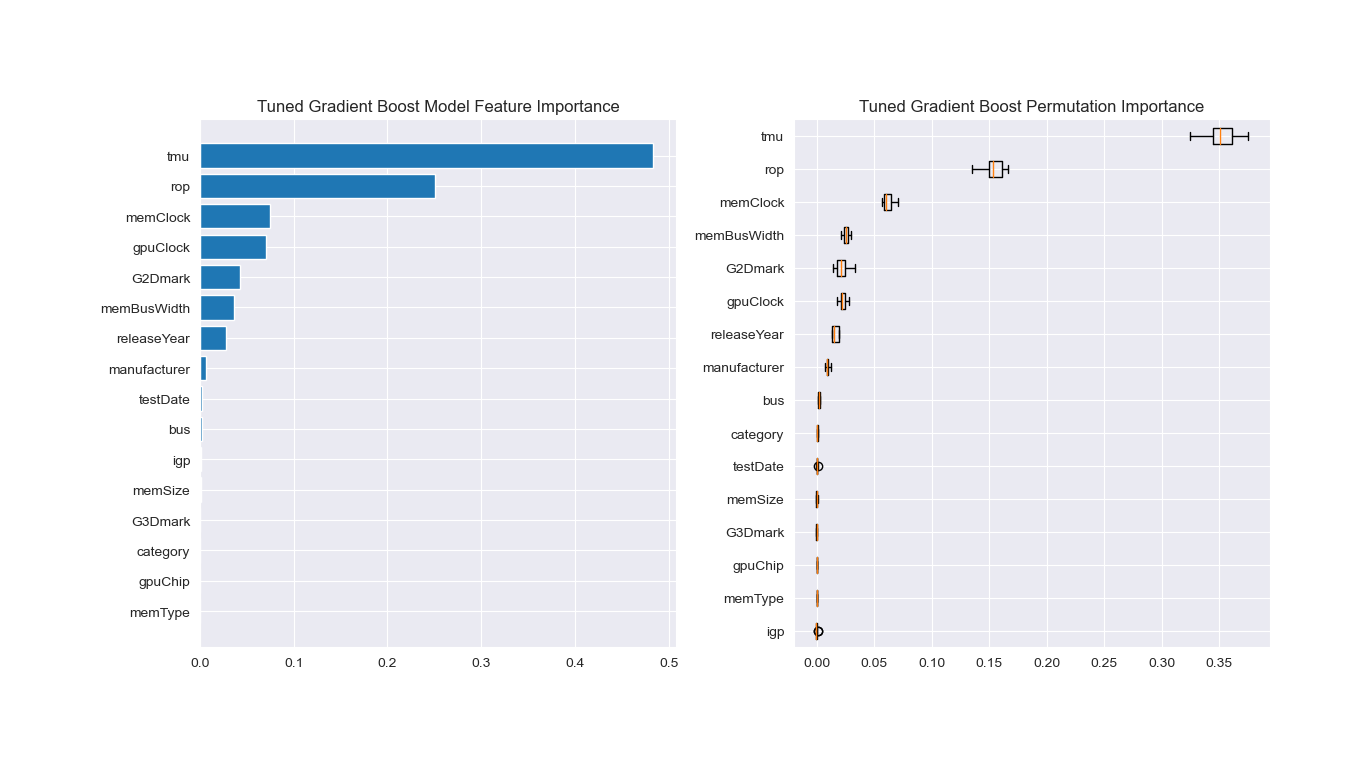 Tuned Gradient Boost Model Feature Importance
tmu
rop
memClock
gpuClock
G2Dmark
memBusWidth
releaseYear
manufacturer
testDate
bus
igp
memSize
G3Dmark
category
gpuChip
memType
0.0 0.1 0.2 0.3 0.4 0.5
Tuned Gradient Boost Permutation Importance
tmu
rop
memClock
memBusWidth
G2Dmark
gpuClock
releaseYear
manufacturer
bus
category
testDate
memSize
G3Dmark
gpuChip
memType
igp
0.00 0.05 0.10 0.15 0.20 0.25 0.30 0.35